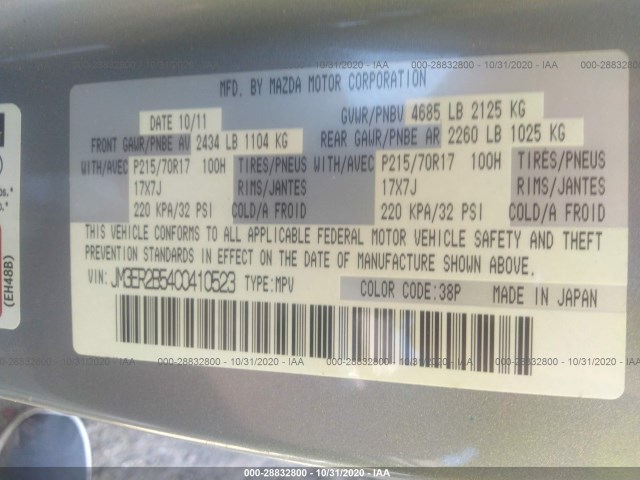 000-28832800 - 10/31/2020 - IAA 000-28832800 - 10/31/2020 - IAA
MFD. BY MAZDA MOTOR CORPORATION
DATE 10/11 GVWR/PNBV 4685 LB 2125 KG
FRONT GAWR/PNBE AV 2434 LB 1104 KG REAR GAWR/PNBE AR 2260 LB 1025 KG
WITH/AVEC P215/70R17 100H TIRES/PNEUS WITH/AVEC P215/70R17 100H TIRES/PNEUS
17X7J RIMS/JANTES 17X7J RIMS/JANTES
220 KPA/32 PSI COLD/A FROID 220 KPA/32 PSI COLD/A FROID
THIS VEHICLE CONFORMS TO ALL APPLICABLE FEDERAL MOTOR VEHICLE SAFETY AND THEFT
PREVENTION STANDARDS IN EFFECT ON THE DATE OF MANUFACTURE SHOWN ABOVE.
VIN: JM3ER2B54C0410523 TYPE:MPV COLOR CODE:38P MADE IN JAPAN
(EH48B)
000-28832800 - 10/31/2020 - IAA 000-28832800 - 10/31/2020 - IAA
000-28832800 - 10/31/2020 - IAA